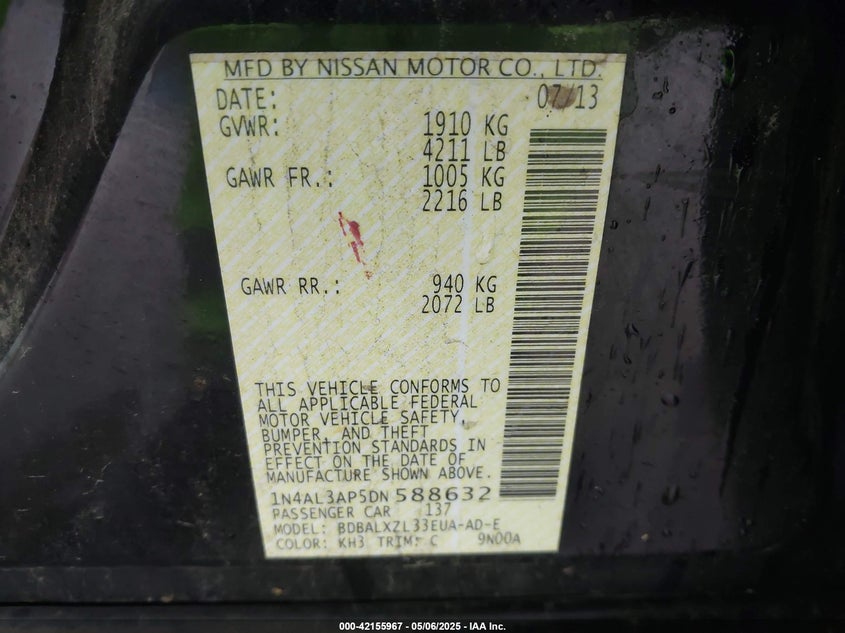 MFD BY NISSAN MOTOR CO., LTD.
DATE: 07/13
GVWR: 1910 KG
4211 LB
GAWR FR.: 1005 KG
2216 LB
GAWR RR.: 940 KG
2072 LB
THIS VEHICLE CONFORMS TO
ALL APPLICABLE FEDERAL
MOTOR VEHICLE SAFETY,
BUMPER, AND THEFT
PREVENTION STANDARDS IN
EFFECT ON THE DATE OF
MANUFACTURE SHOWN ABOVE.
1N4AL3AP5DN588632
PASSENGER CAR 137
MODEL: BDBALXZL33EUA-AD-E
COLOR: KH3 TRIM: C 9N00A
000-42155967 - 05/06/2025 - IAA Inc.